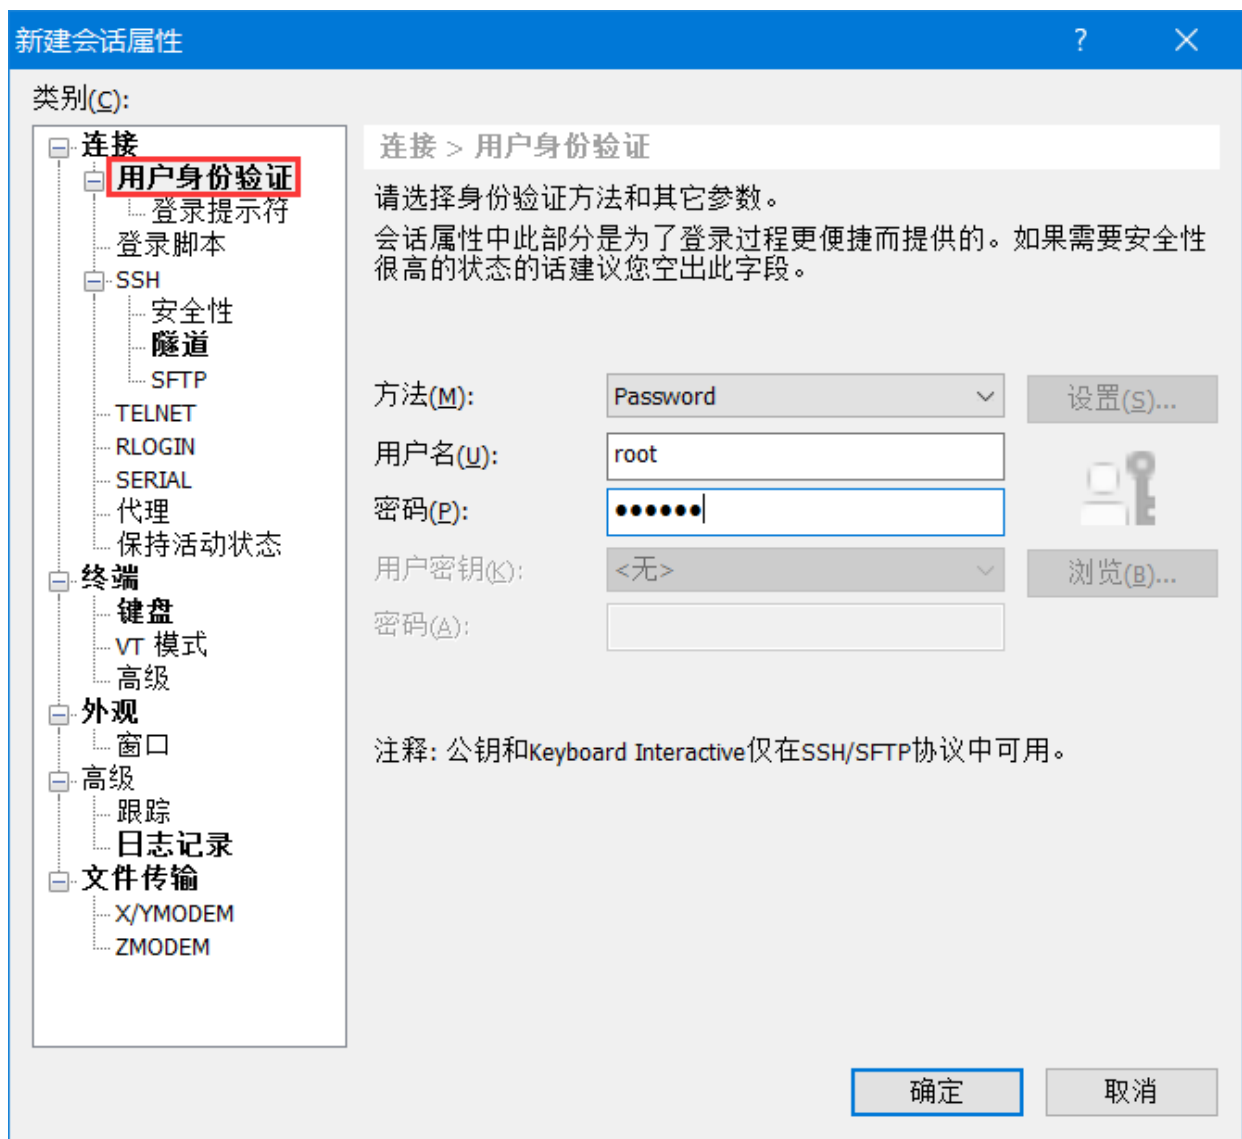 新建会话属性
?
类别(C):
连接
用户身份验证
登录提示符
登录脚本
SSH
安全性
隧道
SFTP
TELNET
RLOGIN
SERIAL
代理
保持活动状态
终端
键盘
VT 模式
高级
外观
窗口
高级
跟踪
日志记录
文件传输
X/YMODEM
ZMODEM
连接 > 用户身份验证
请选择身份验证方法和其它参数。
会话属性中此部分是为了登录过程更便捷而提供的。如果需要安全性
很高的状态的话建议您空出此字段。
方法(M): Password 设置(S)...
用户名(U): root
密码(P): ●●●●●●
用户密钥(K): <无> 浏览(B)...
密码(A):
注释: 公钥和Keyboard Interactive仅在SSH/SFTP协议中可用。
确定 取消